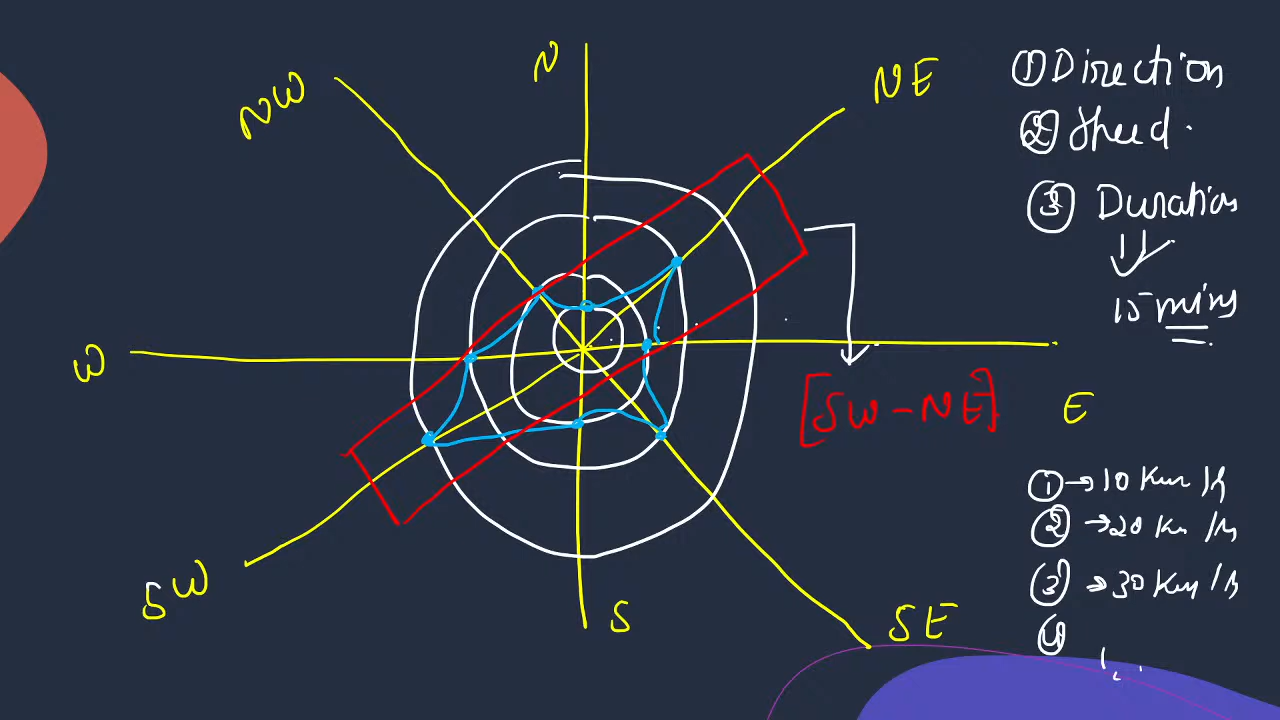 N
NE
NW
① Direction
② Speed.
③ Duration
15 mins
W
E
[SW-NE]
SW
S
SE
① → 10 Km/h
② → 20 Km/h
③ → 30 Km/h
④